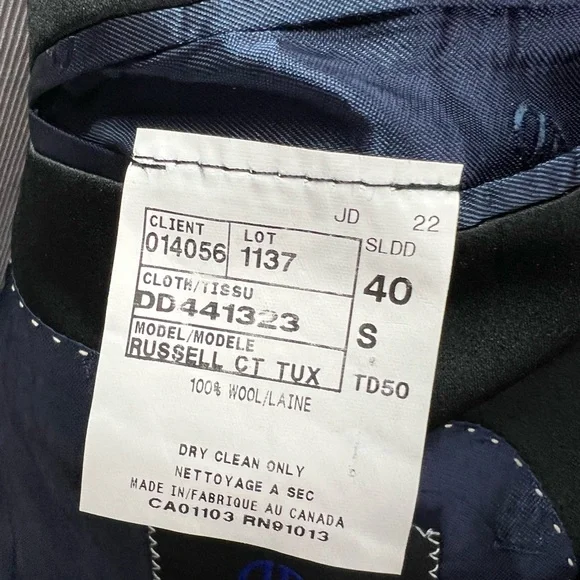 JD 22
CLIENT LOT SLDD
014056 1137 40
CLOTH/TISSU
DD441323 S
MODEL/MODELE
RUSSELL CT TUX TD50
100% WOOL/LAINE
DRY CLEAN ONLY
NETTOYAGE A SEC
MADE IN/FABRIQUE AU CANADA
CA01103 RN91013